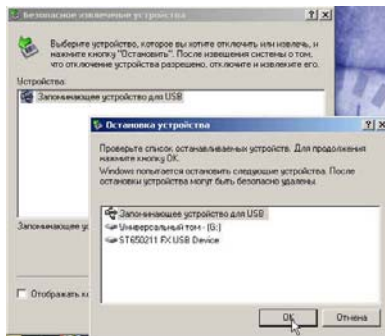 Безопасное извлечение устройства
Выберите устройство, которое вы хотите отключить или извлечь, и
нажмите кнопку "Остановить". После извещения системы о том,
что отключение устройства разрешено, отключите и извлеките его.
Устройства:
Запоминающее устройство для USB
Запоминающее
Отображать
Остановка устройства
Проверьте список останавливаемых устройств. Для продолжения
нажмите кнопку OK.
Windows попытается остановить следующие устройства. После
остановки устройства могут быть безопасно удалены.
Запоминающее устройство для USB
Универсальный том - (G:)
ST650211 FX USB Device
OK
Отмена